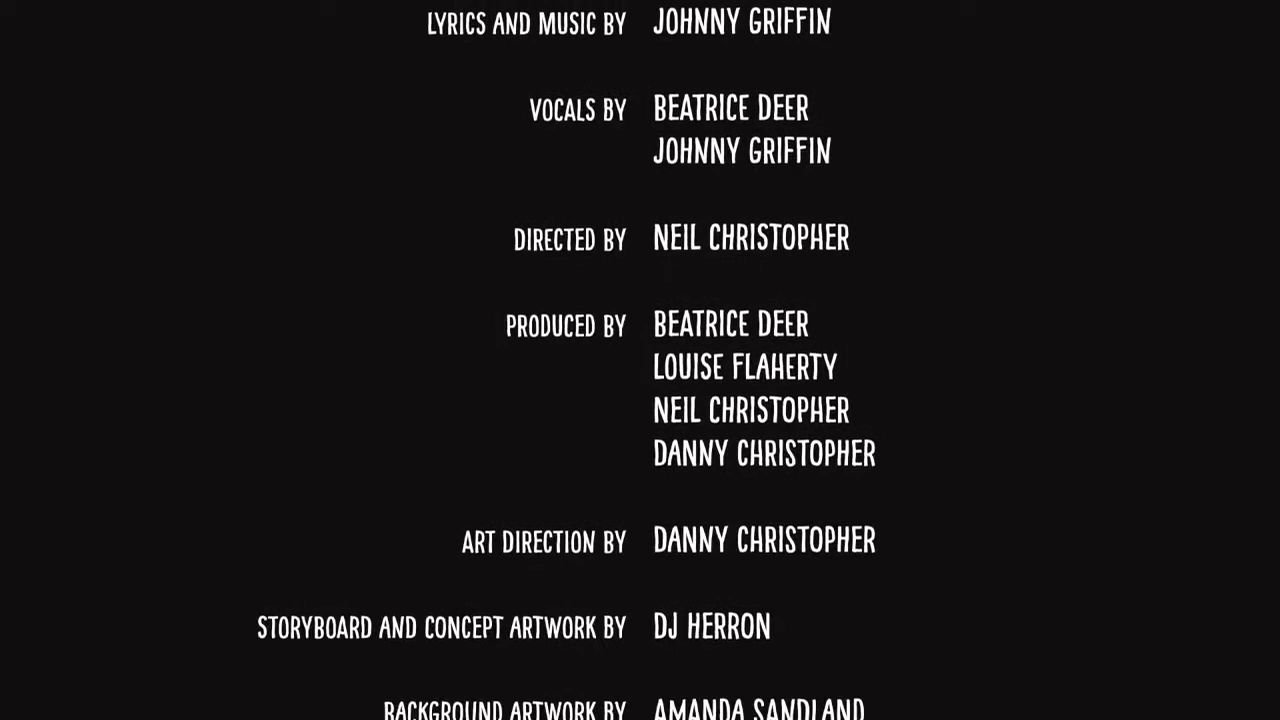 LYRICS AND MUSIC BY JOHNNY GRIFFIN
VOCALS BY BEATRICE DEER
JOHNNY GRIFFIN
DIRECTED BY NEIL CHRISTOPHER
PRODUCED BY BEATRICE DEER
LOUISE FLAHERTY
NEIL CHRISTOPHER
DANNY CHRISTOPHER
ART DIRECTION BY DANNY CHRISTOPHER
STORYBOARD AND CONCEPT ARTWORK BY DJ HERRON
BACKGROUND ARTWORK BY AMANDA SANDLAND